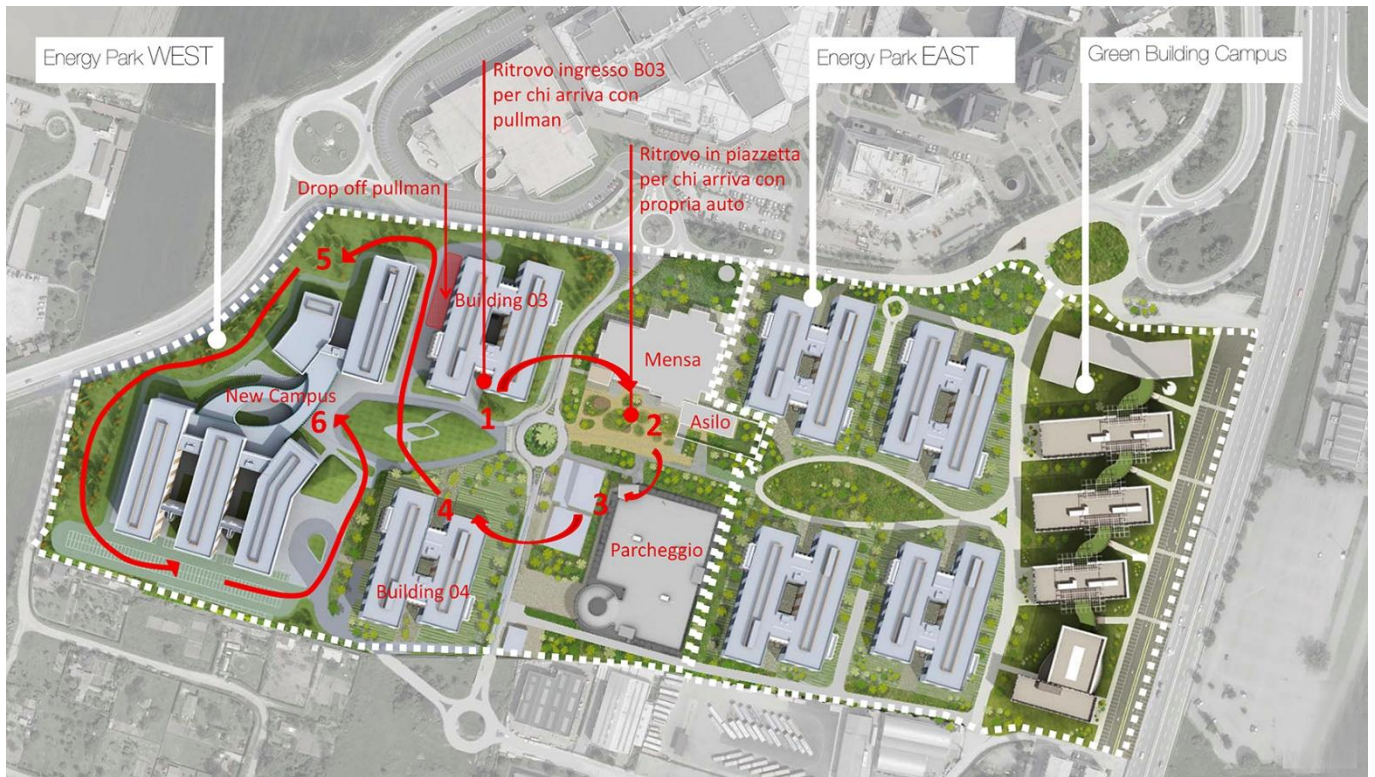 Energy Park WEST
Energy Park EAST
Green Building Campus
Ritrovo ingresso B03
per chi arriva con
pullman
Ritrovo in piazzetta
per chi arriva con
propria auto
Drop off pullman
5
Building 03
Mensa
New Campus
6
1
2
Asilo
4
3
Parcheggio
Building 04